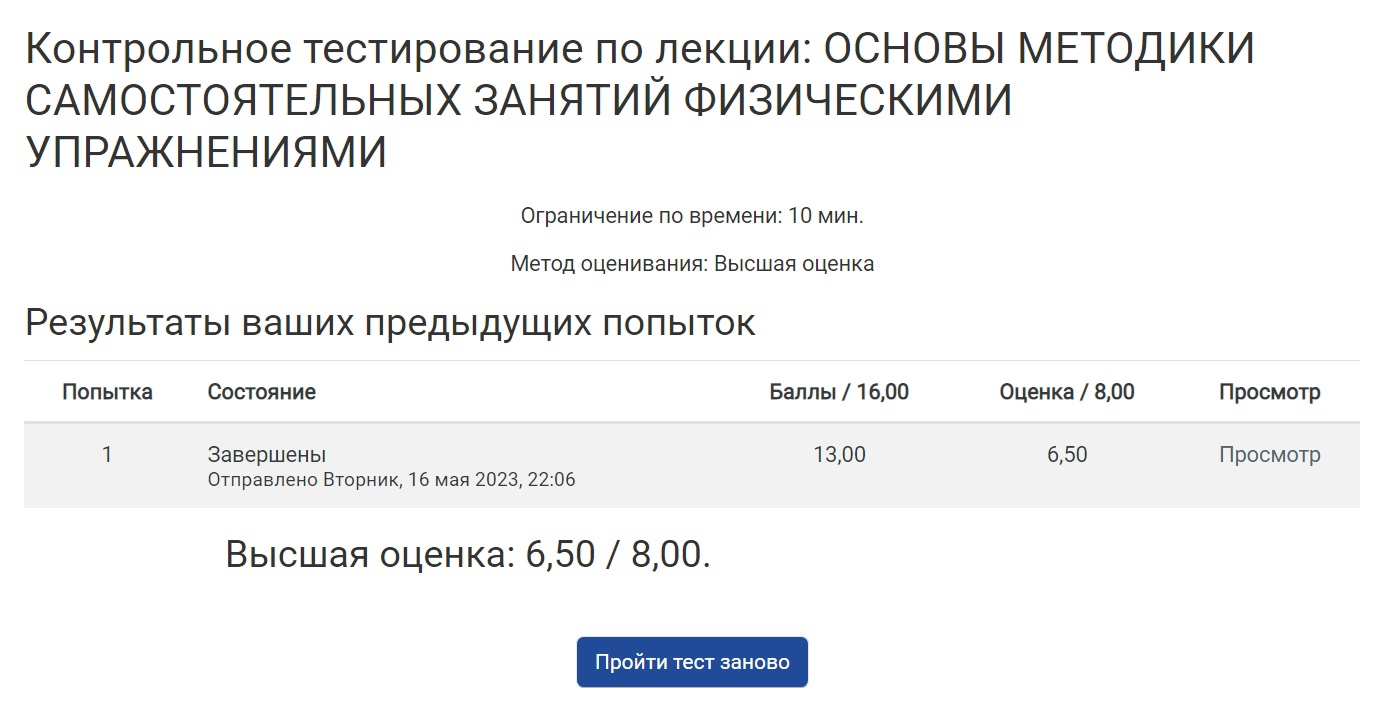 Контрольное тестирование по лекции: ОСНОВЫ МЕТОДИКИ
САМОСТОЯТЕЛЬНЫХ ЗАНЯТИЙ ФИЗИЧЕСКИМИ
УПРАЖНЕНИЯМИ
Ограничение по времени: 10 мин.
Метод оценивания: Высшая оценка
Результаты ваших предыдущих попыток
Попытка Состояние Баллы / 16,00 Оценка / 8,00 Просмотр
1 Завершены 13,00 6,50 Просмотр
Отправлено Вторник, 16 мая 2023, 22:06
Высшая оценка: 6,50 / 8,00.
Пройти тест заново